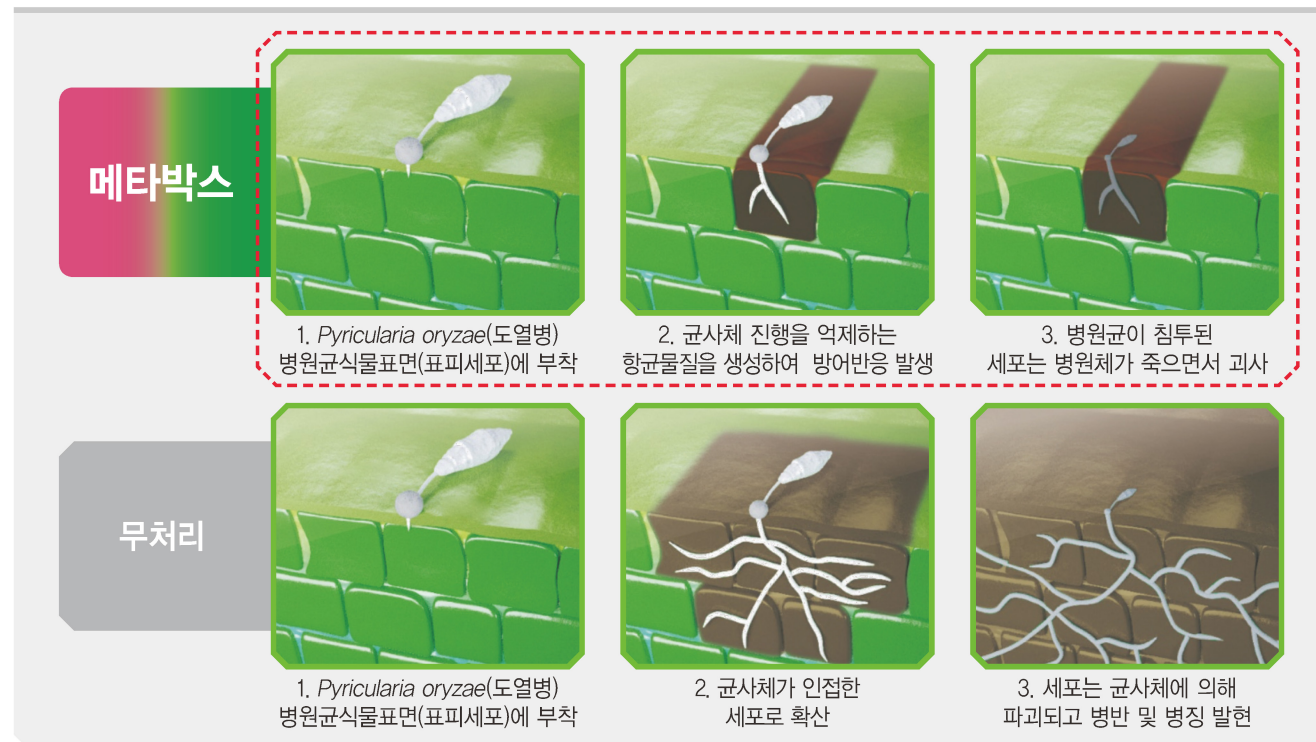 메타박스
1. Pyricularia oryzae(도열병)
병원균식물표면(표피세포)에 부착
2. 균사체 진행을 억제하는
항균물질을 생성하여 방어반응 발생
3. 병원균이 침투된
세포는 병원체가 죽으면서 괴사
무처리
1. Pyricularia oryzae(도열병)
병원균식물표면(표피세포)에 부착
2. 균사체가 인접한
세포로 확산
3. 세포는 균사체에 의해
파괴되고 병반 및 병징 발현